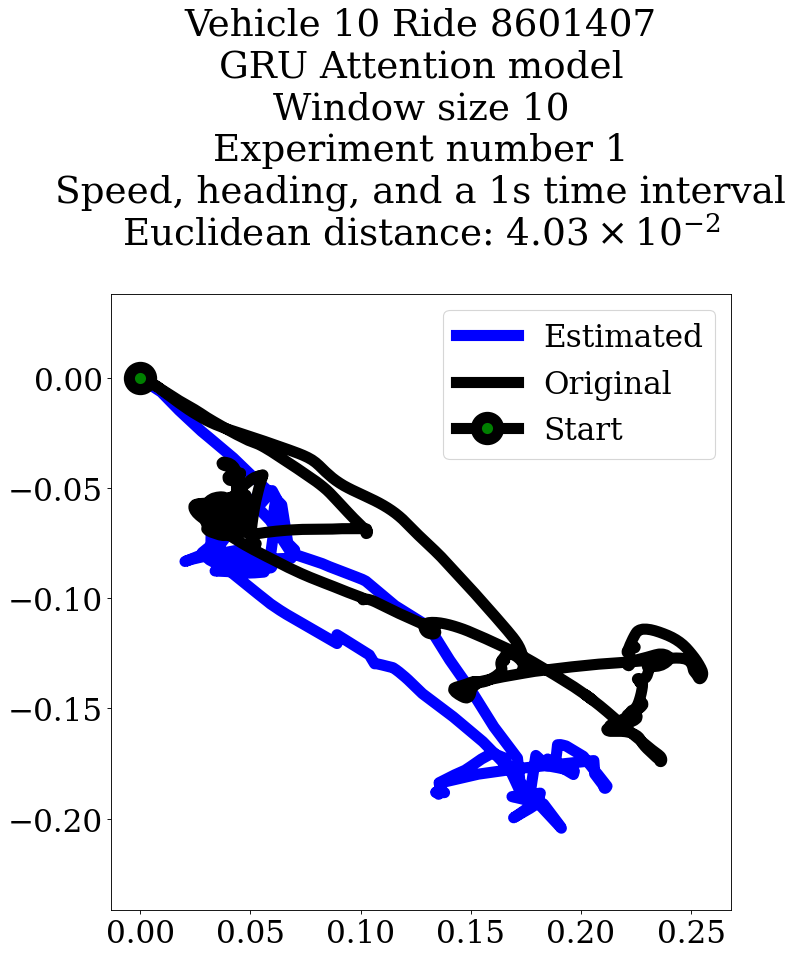 Vehicle 10 Ride 8601407
GRU Attention model
Window size 10
Experiment number 1
Speed, heading, and a 1s time interval
Euclidean distance: 4.03 × 10⁻²
Estimated
Original
Start
0.00
−0.05
−0.10
−0.15
−0.20
0.00 0.05 0.10 0.15 0.20 0.25